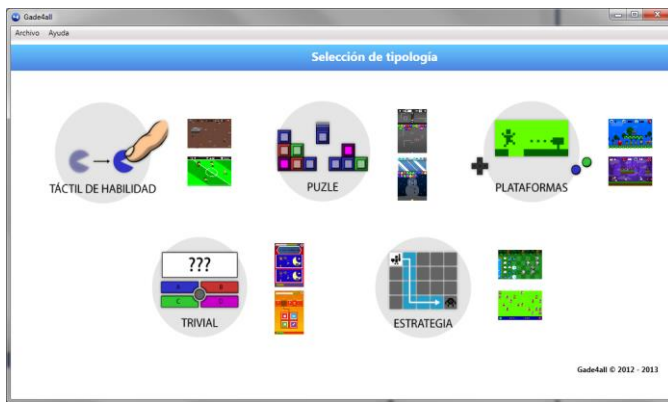 Gade4all
Archivo Ayuda
Selección de tipología
TÁCTIL DE HABILIDAD
PUZLE
PLATAFORMAS
???
A B
C D
TRIVIAL
ESTRATEGIA
Gade4all © 2012 - 2013